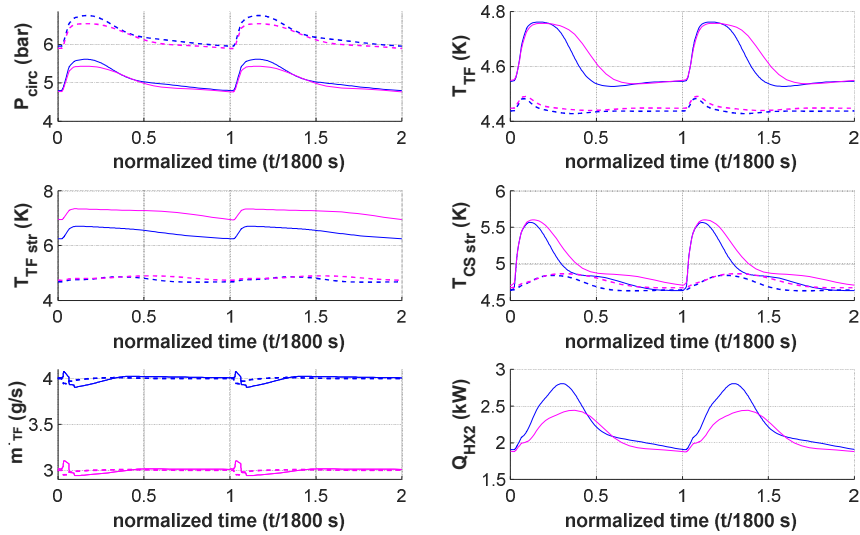 P_circ (bar)
6
5
4
0 0.5 1 1.5 2
normalized time (t/1800 s)
T_TF (K)
4.8
4.6
4.4
0 0.5 1 1.5 2
normalized time (t/1800 s)
T_TF str (K)
8
6
4
0 0.5 1 1.5 2
normalized time (t/1800 s)
T_CS str (K)
6
5.5
5
4.5
0 0.5 1 1.5 2
normalized time (t/1800 s)
ṁ_TF (g/s)
4
3.5
3
0 0.5 1 1.5 2
normalized time (t/1800 s)
Q_HX2 (kW)
3
2.5
2
1.5
0 0.5 1 1.5 2
normalized time (t/1800 s)